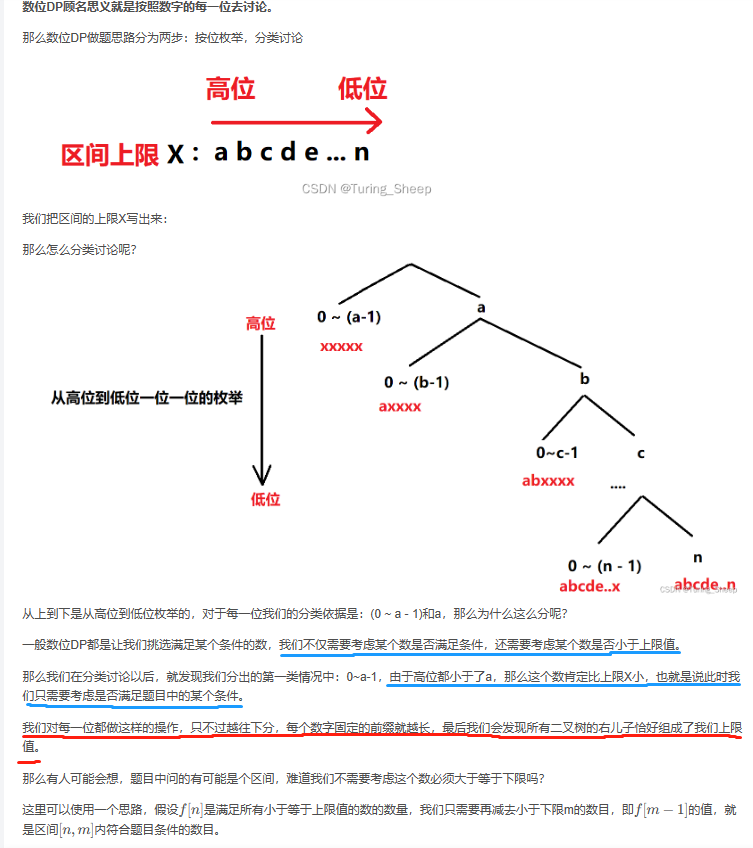 数位DP顾名思义就是按照数字的每一位去讨论。
那么数位DP做题思路分为两步：按位枚举，分类讨论
高位 低位
区间上限 X： a b c d e ... n
CSDN @Turing_Sheep
我们把区间的上限X写出来：
那么怎么分类讨论呢？
高位
从高位到低位一位一位的枚举
低位
0 ~ (a-1) a
xxxxx
0 ~ (b-1) b
axxxx
0~c-1 c
abxxxx ....
0 ~ (n - 1) n
abcde..x abcde..n
CSDN @Turing_Sheep
从上到下是从高位到低位枚举的，对于每一位我们的分类依据是：(0 ~ a - 1)和a，那么为什么这么分呢？
一般数位DP都是让我们挑选满足某个条件的数，我们不仅需要考虑某个数是否满足条件，还需要考虑某个数是否小于上限值。
那么我们在分类讨论以后，就发现我们分出的第一类情况中：0~a-1，由于高位都小于了a，那么这个数肯定比上限X小，也就是说此时我
们只需要考虑是否满足题目中的某个条件。
我们对每一位都做这样的操作，只不过越往下分，每个数字固定的前缀就越长，最后我们会发现所有二叉树的右儿子恰好组成了我们上限
值。
那么有人可能会想，题目中问的有可能是个区间，难道我们不需要考虑这个数必须大于等于下限吗？
这里可以使用一个思路，假设f[n]是满足所有小于等于上限值的数的数量，我们只需要再减去小于下限m的数目，即f[m − 1]的值，就
是区间[n, m]内符合题目条件的数目。